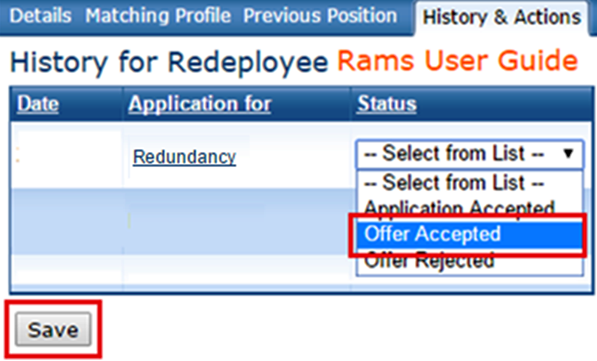 Details Matching Profile Previous Position History & Actions
History for Redeployee Rams User Guide
Date Application for Status
Redundancy -- Select from List --
-- Select from List --
Application Accepted
Offer Accepted
Offer Rejected
Save